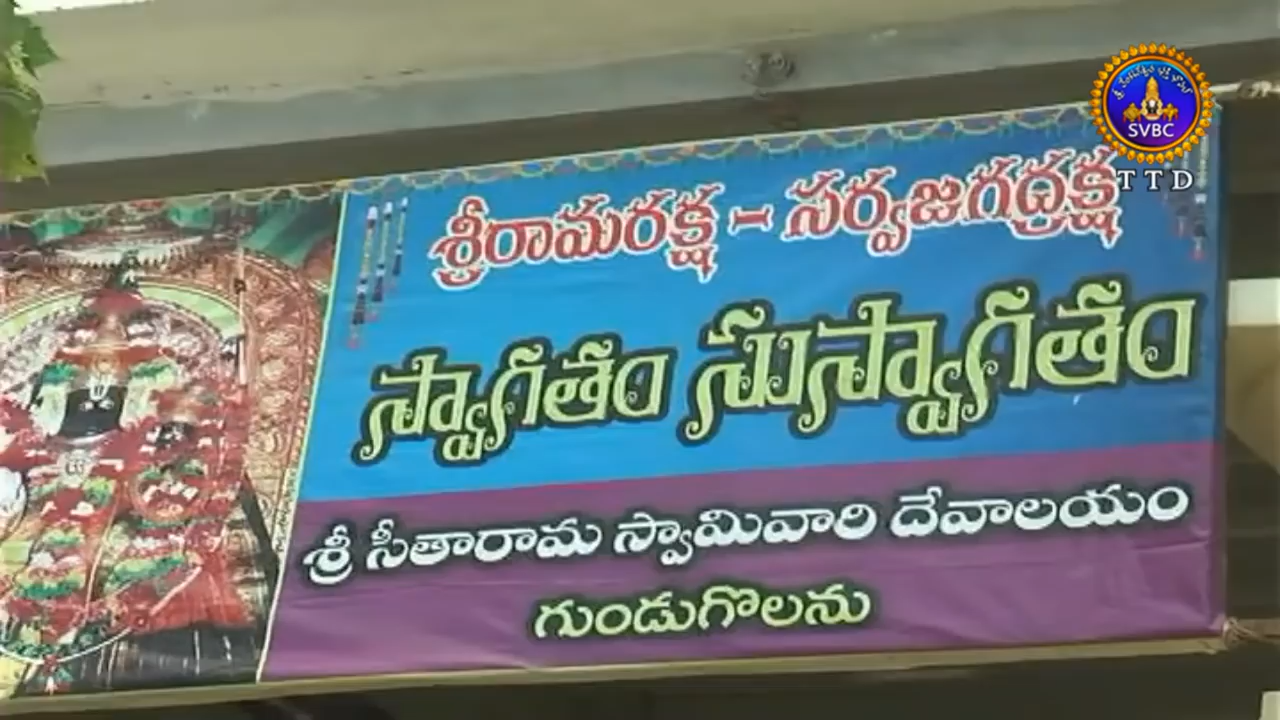 శ్రీరామరక్ష - సర్వజగద్రక్ష
స్వాగతం సుస్వాగతం
శ్రీ సీతారామ స్వామివారి దేవాలయం
గుండుగొలను
SVBC
TTD